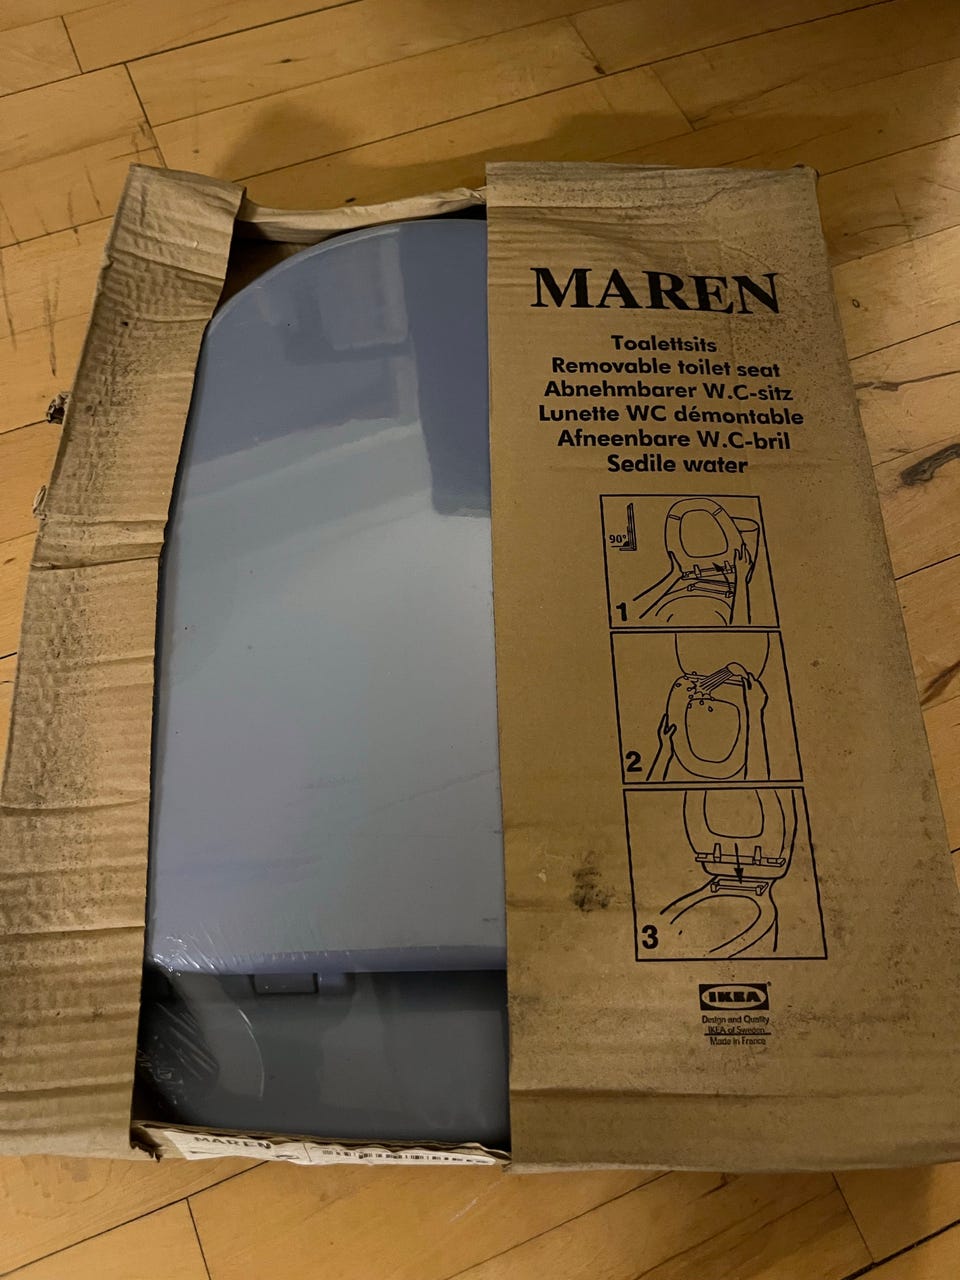 MAREN
Toalettsits
Removable toilet seat
Abnehmbarer W.C-sitz
Lunette WC démontable
Afneenbare W.C-bril
Sedile water
90°
1
2
3
IKEA
Design and Quality
IKEA of Sweden
Made in France
MAREN